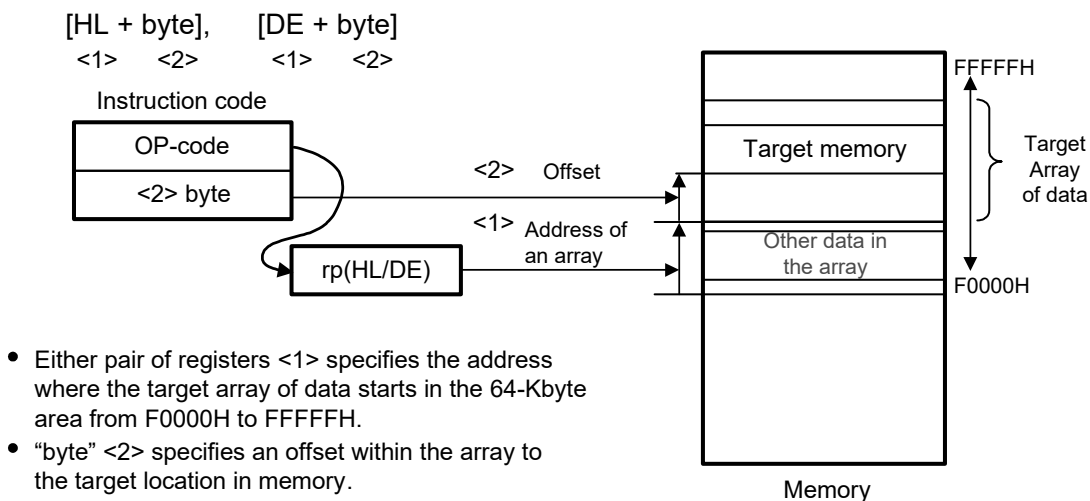 [HL + byte], [DE + byte]
<1> <2> <1> <2>
Instruction code
OP-code
<2> byte
<2> Offset
<1> Address of
an array
rp(HL/DE)
FFFFFH
Target memory
Target
Array
of data
Other data in
the array
F0000H
Memory
• Either pair of registers <1> specifies the address
where the target array of data starts in the 64-Kbyte
area from F0000H to FFFFFH.
• “byte” <2> specifies an offset within the array to
the target location in memory.